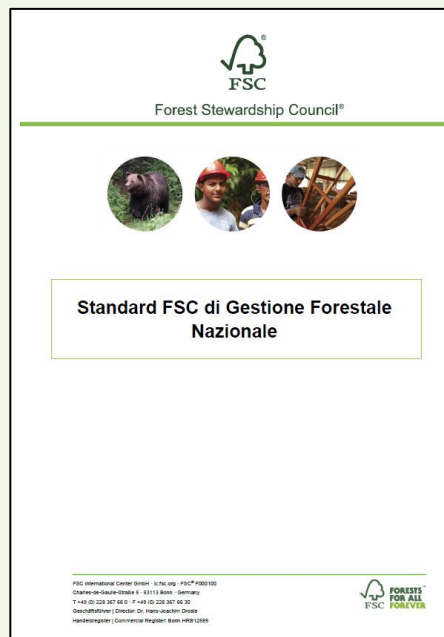 FSC
Forest Stewardship Council®
Standard FSC di Gestione Forestale
Nazionale
FSC International Center GmbH · ic.fsc.org · FSC® F000100
Charles-de-Gaulle-Straße 5 · 53113 Bonn · Germany
T +49 (0) 228 367 66 0 · F +49 (0) 228 367 66 30
Geschäftsführer | Director: Dr. Hans-Joachim Droste
Handelsregister | Commercial Register: Bonn HRB12589
FSC
FORESTS™
FOR ALL
FOREVER